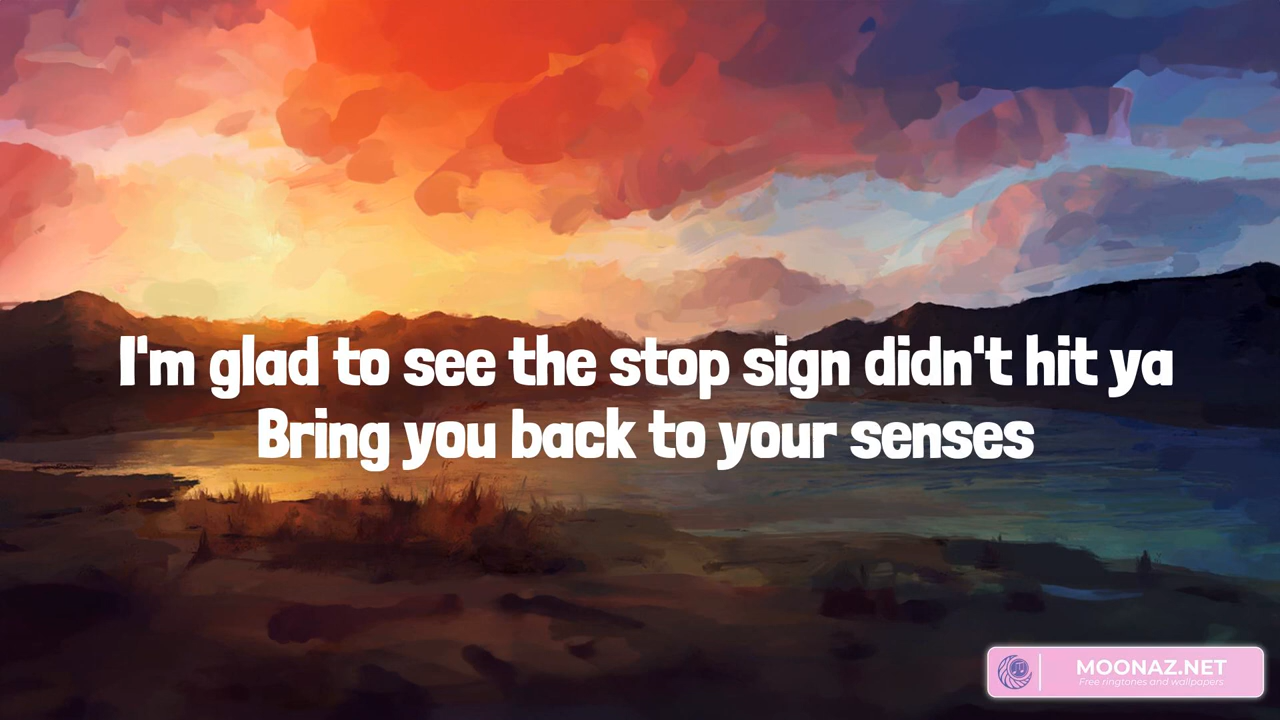 I'm glad to see the stop sign didn't hit ya
Bring you back to your senses
MOONAZ.NET
Free ringtones and wallpapers